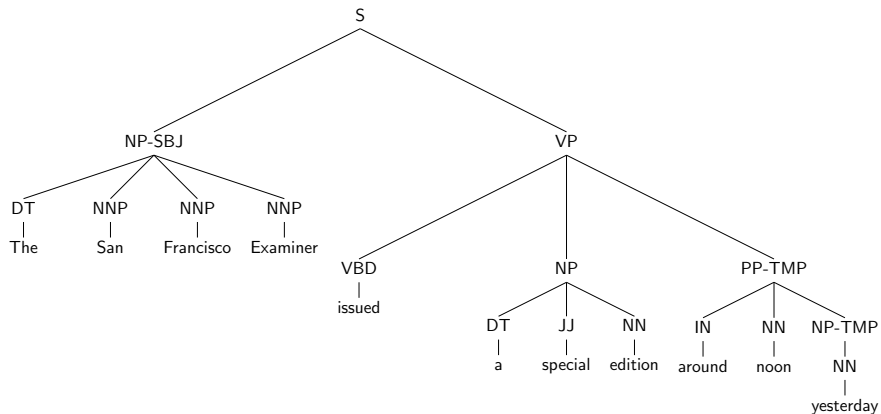 S
NP-SBJ VP
DT NNP NNP NNP
The San Francisco Examiner
VBD NP PP-TMP
issued
DT JJ NN IN NN NP-TMP
a special edition around noon NN
yesterday